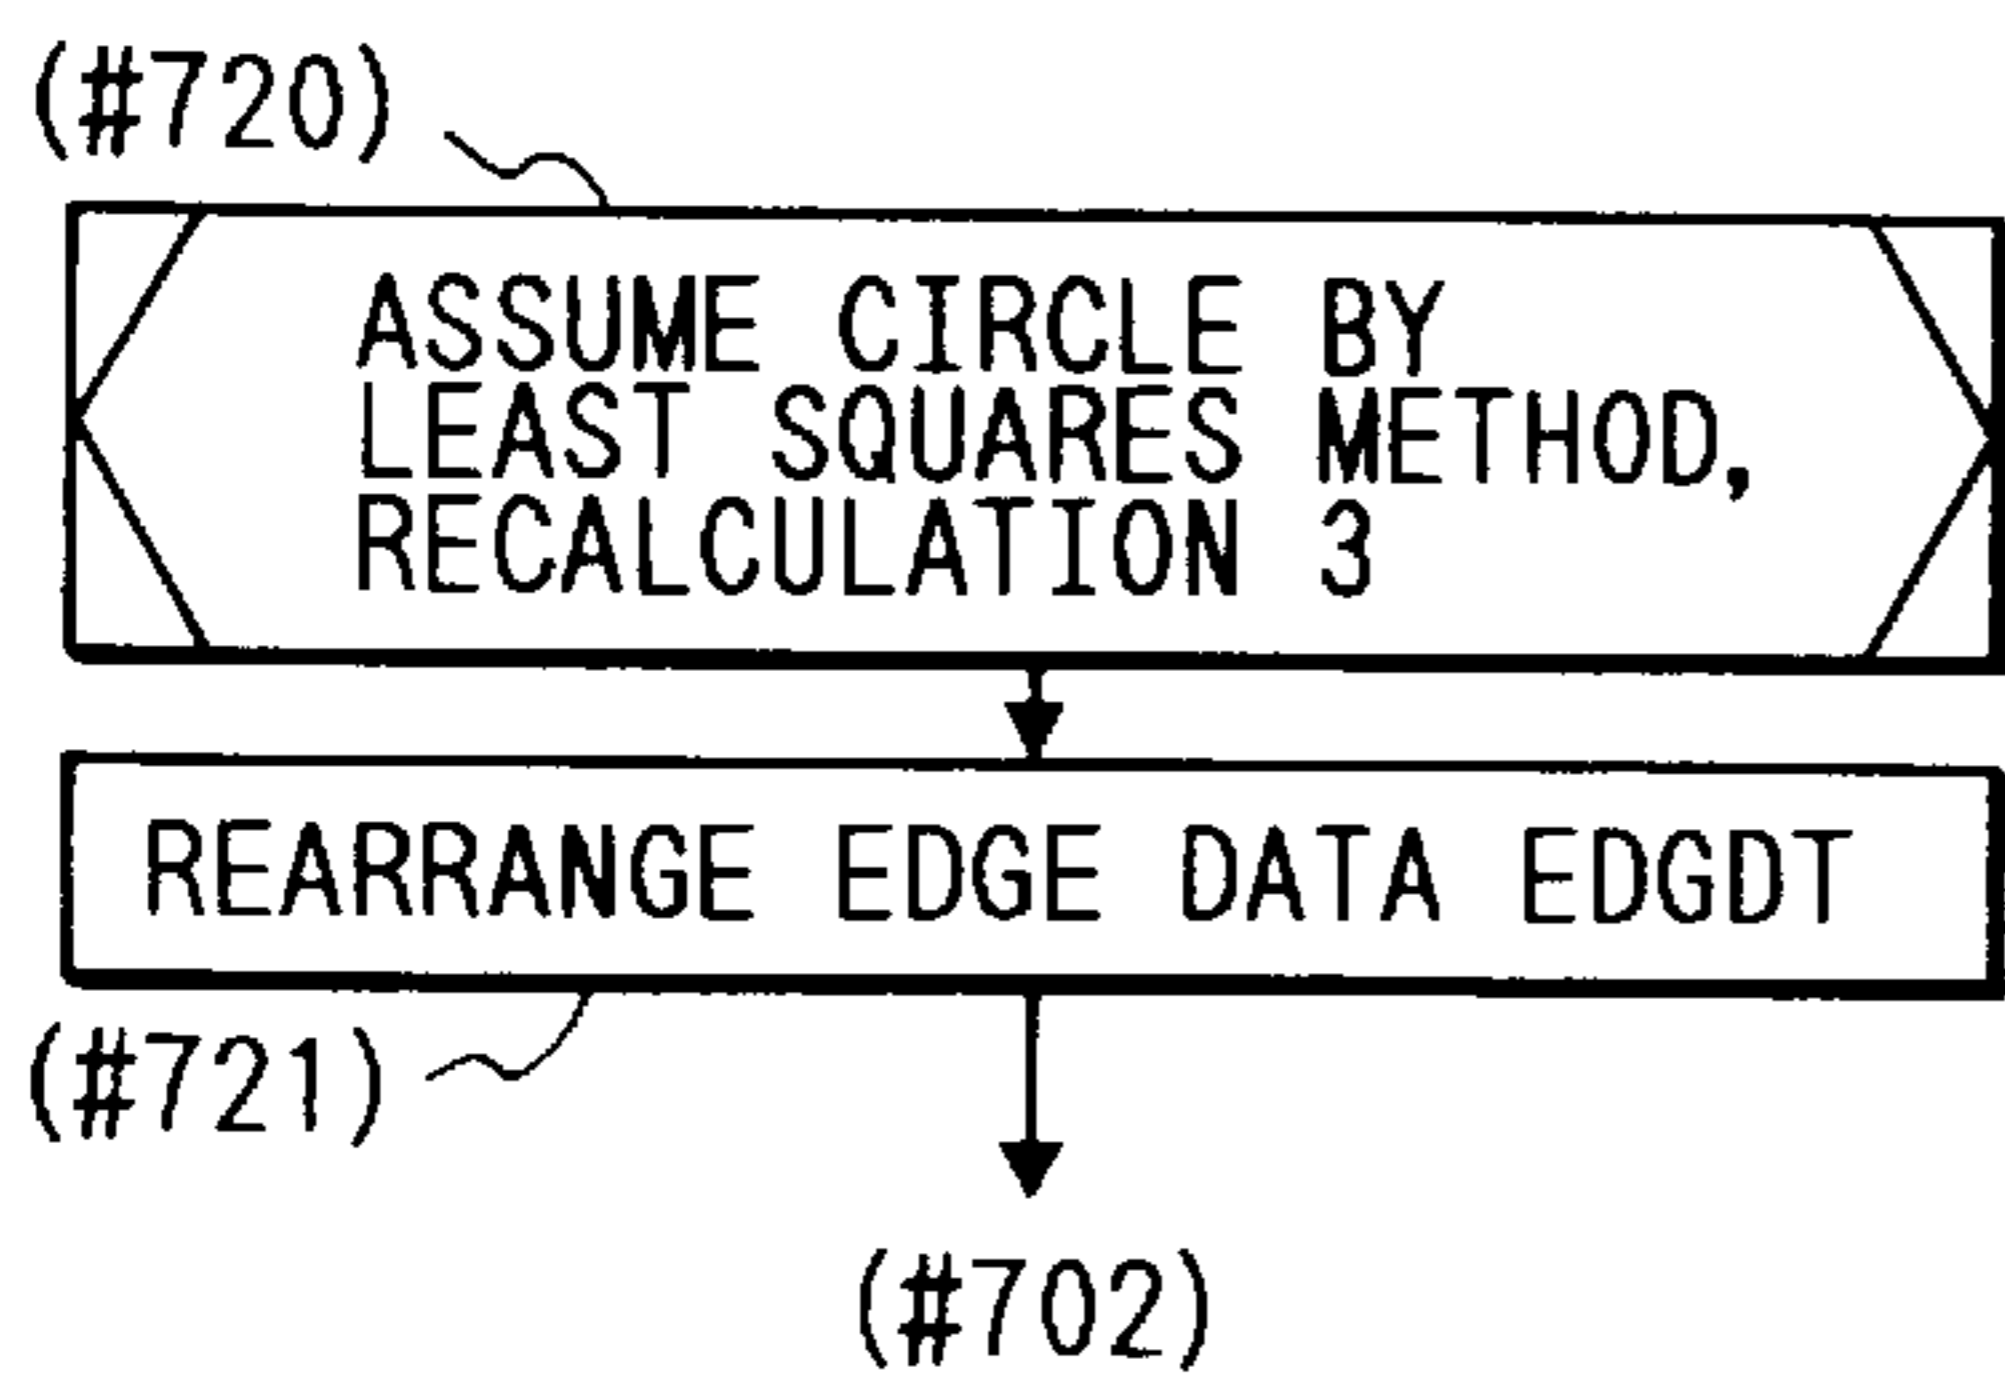 (#720)
ASSUME CIRCLE BY
LEAST SQUARES METHOD,
RECALCULATION 3
REARRANGE EDGE DATA EDGDT
(#721)
(#702)